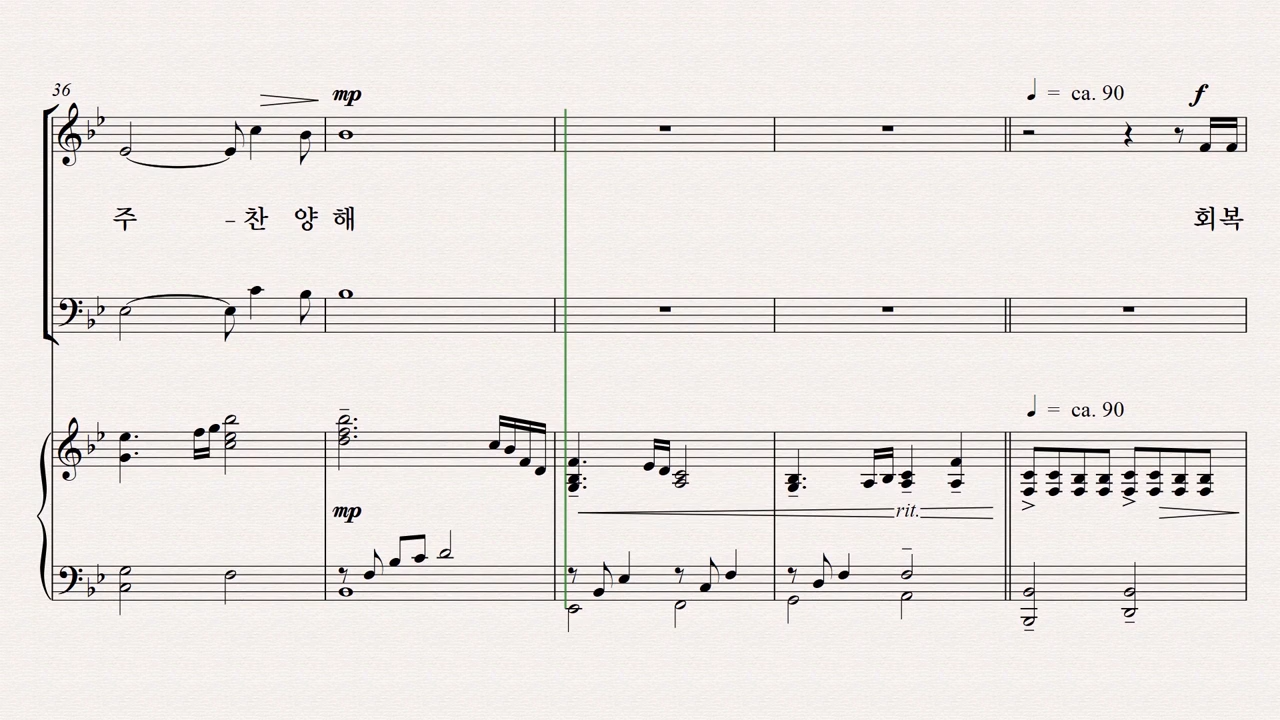 36
mp
♩ = ca. 90
f
주 - 찬 양 해
회복
♩ = ca. 90
mp
rit.